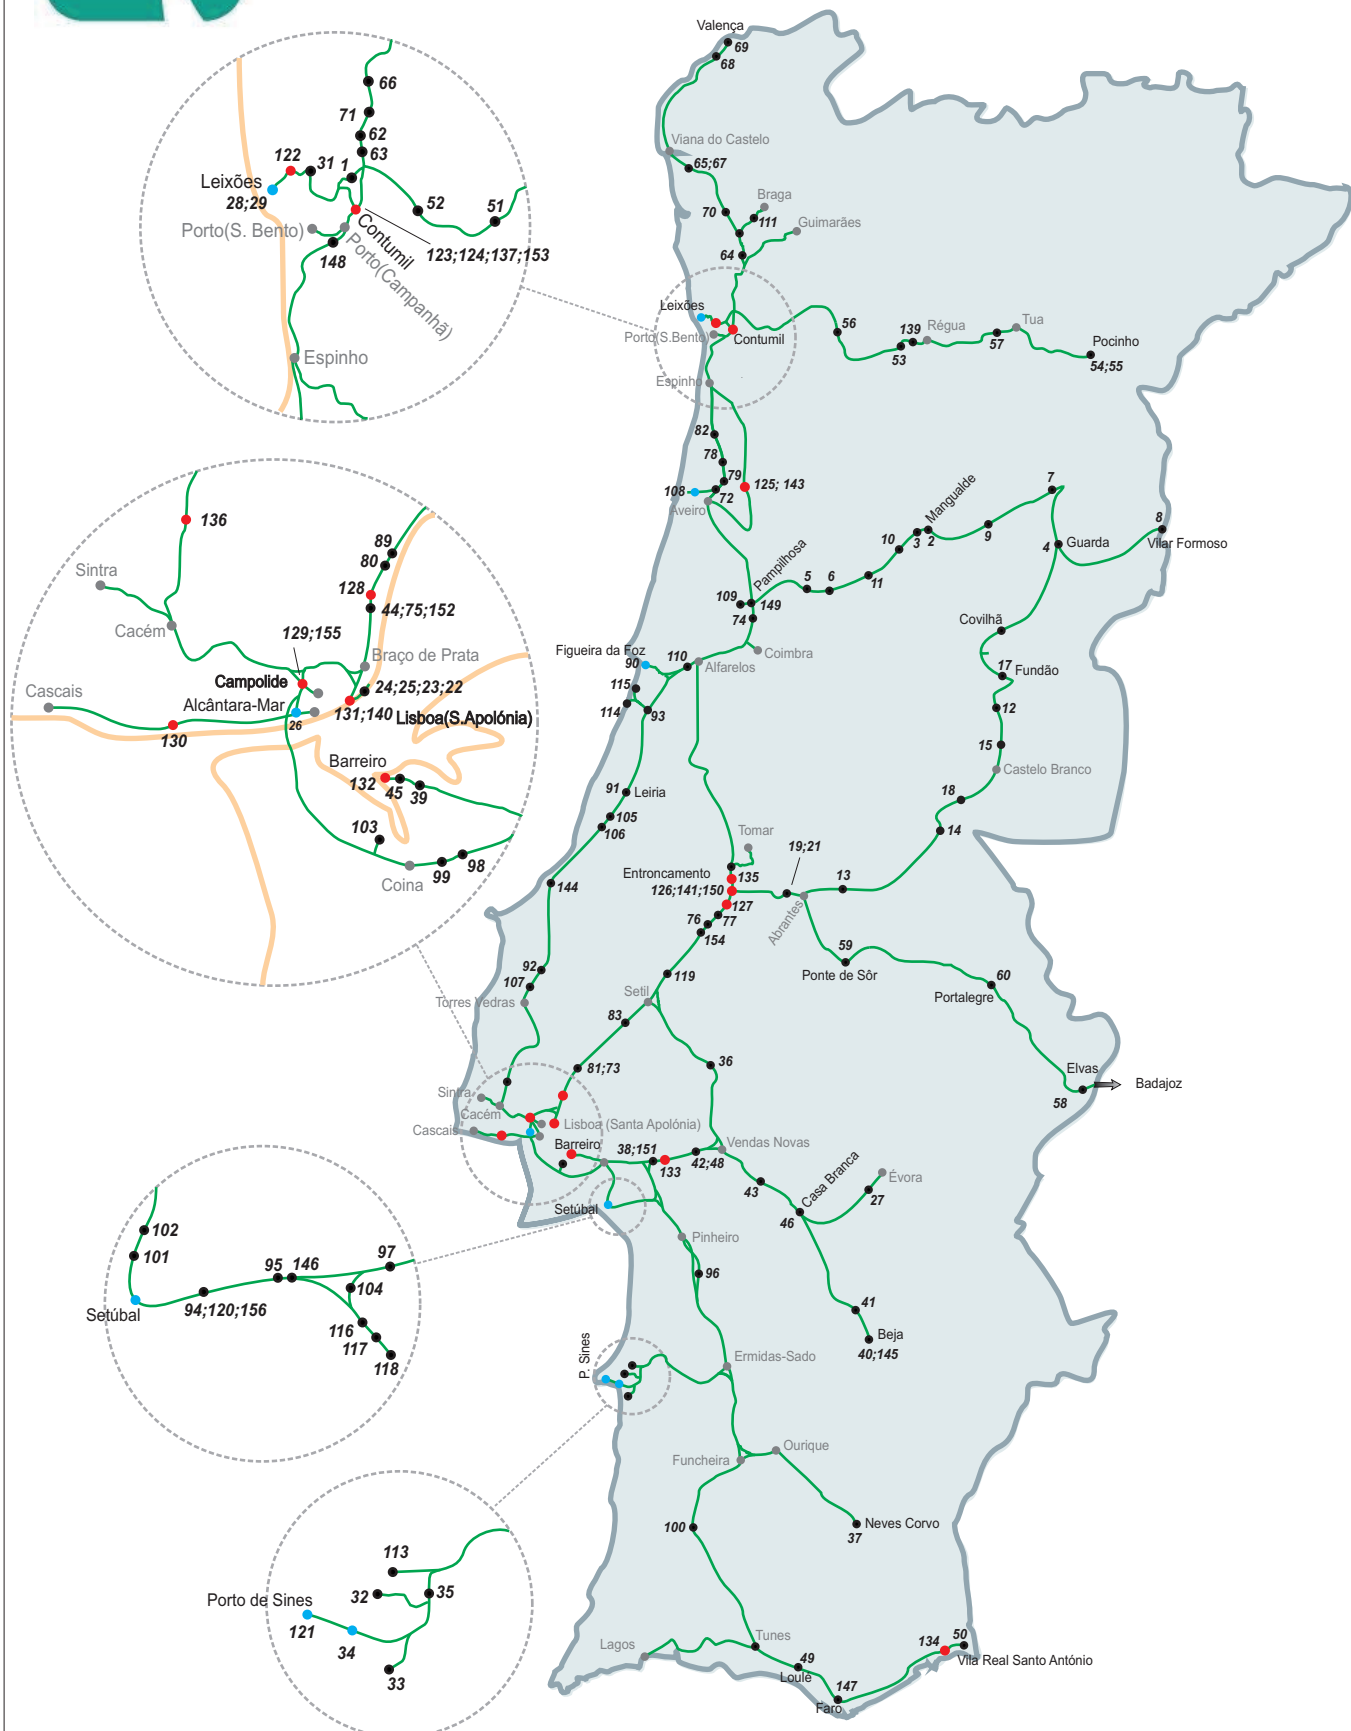 Valença
69
68
Viana do Castelo
65;67
Braga
70
111
Guimarães
64
Leixões
Porto(S.Bento)
Contumil
56
139
Régua
Tua
53
57
Pocinho
54;55
Espinho
82
78
79
108
72
125; 143
Aveiro
Mangualde
7
8
Vilar Formoso
10
3
2
9
4
Guarda
Pampilhosa
5
6
11
109
149
74
Covilhã
Figueira da Foz
90
110
Alfarelos
Coimbra
17
Fundão
115
114
93
12
15
Castelo Branco
91
Leiria
18
105
106
14
Tomar
19;21
Entroncamento
135
126;141;150
13
144
127
76
77
Abrantes
154
59
Ponte de Sôr
60
Portalegre
92
119
107
Setil
Torres Vedras
83
36
81;73
Elvas
58
Badajoz
Sintra
Cacém
Lisboa (Santa Apolónia)
Cascais
Barreiro
38;151
133
42;48
Vendas Novas
43
Casa Branca
46
27
Évora
Setúbal
Pinheiro
96
41
Beja
40;145
P. Sines
Ermidas-Sado
Funcheira
Ourique
100
Neves Corvo
37
Lagos
Tunes
49
Loulé
147
Faro
134
50
Vila Real Santo António
66
71
62
63
122
31
1
Leixões
28;29
52
51
Porto(S. Bento)
Contumil
123;124;137;153
148
Porto(Campanhã)
Espinho
136
89
80
Sintra
128
44;75;152
Cacém
129;155
Braço de Prata
Campolide
24;25;23;22
Cascais
Alcântara-Mar
26
131;140
Lisboa(S.Apolónia)
130
Barreiro
132
45
39
103
99
98
Coina
102
101
95
146
97
104
Setúbal
94;120;156
116
117
118
113
32
35
Porto de Sines
121
34
33